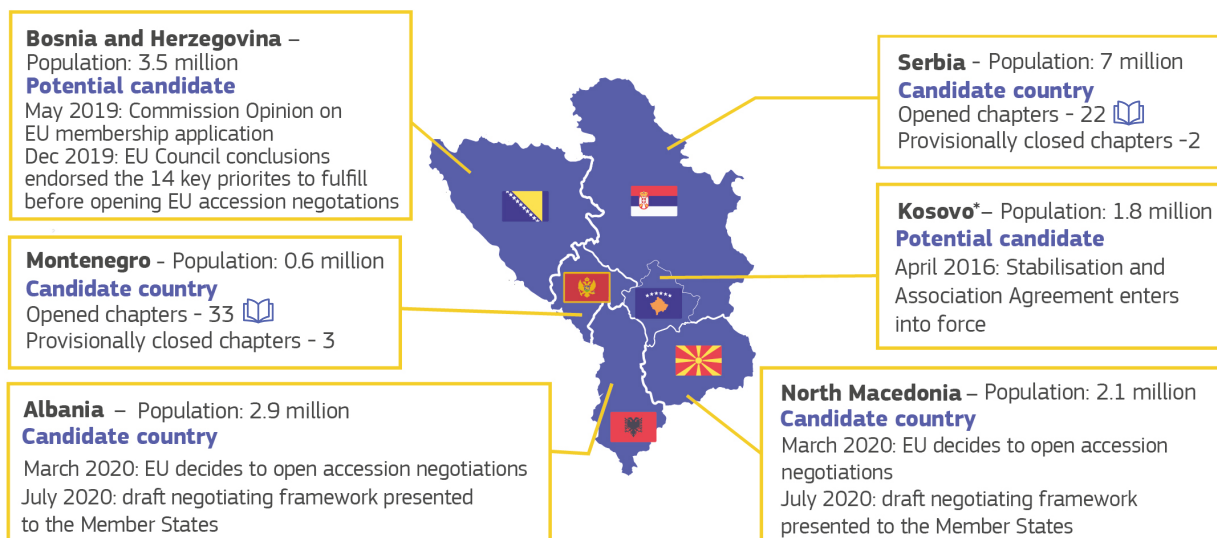 Bosnia and Herzegovina –
Population: 3.5 million
Potential candidate
May 2019: Commission Opinion on
EU membership application
Dec 2019: EU Council conclusions
endorsed the 14 key priorites to fulfill
before opening EU accession negotations
Montenegro - Population: 0.6 million
Candidate country
Opened chapters - 33
Provisionally closed chapters - 3
Albania – Population: 2.9 million
Candidate country
March 2020: EU decides to open accession negotiations
July 2020: draft negotiating framework presented
to the Member States
Serbia - Population: 7 million
Candidate country
Opened chapters - 22
Provisionally closed chapters -2
Kosovo*– Population: 1.8 million
Potential candidate
April 2016: Stabilisation and
Association Agreement enters
into force
North Macedonia – Population: 2.1 million
Candidate country
March 2020: EU decides to open accession
negotiations
July 2020: draft negotiating framework
presented to the Member States